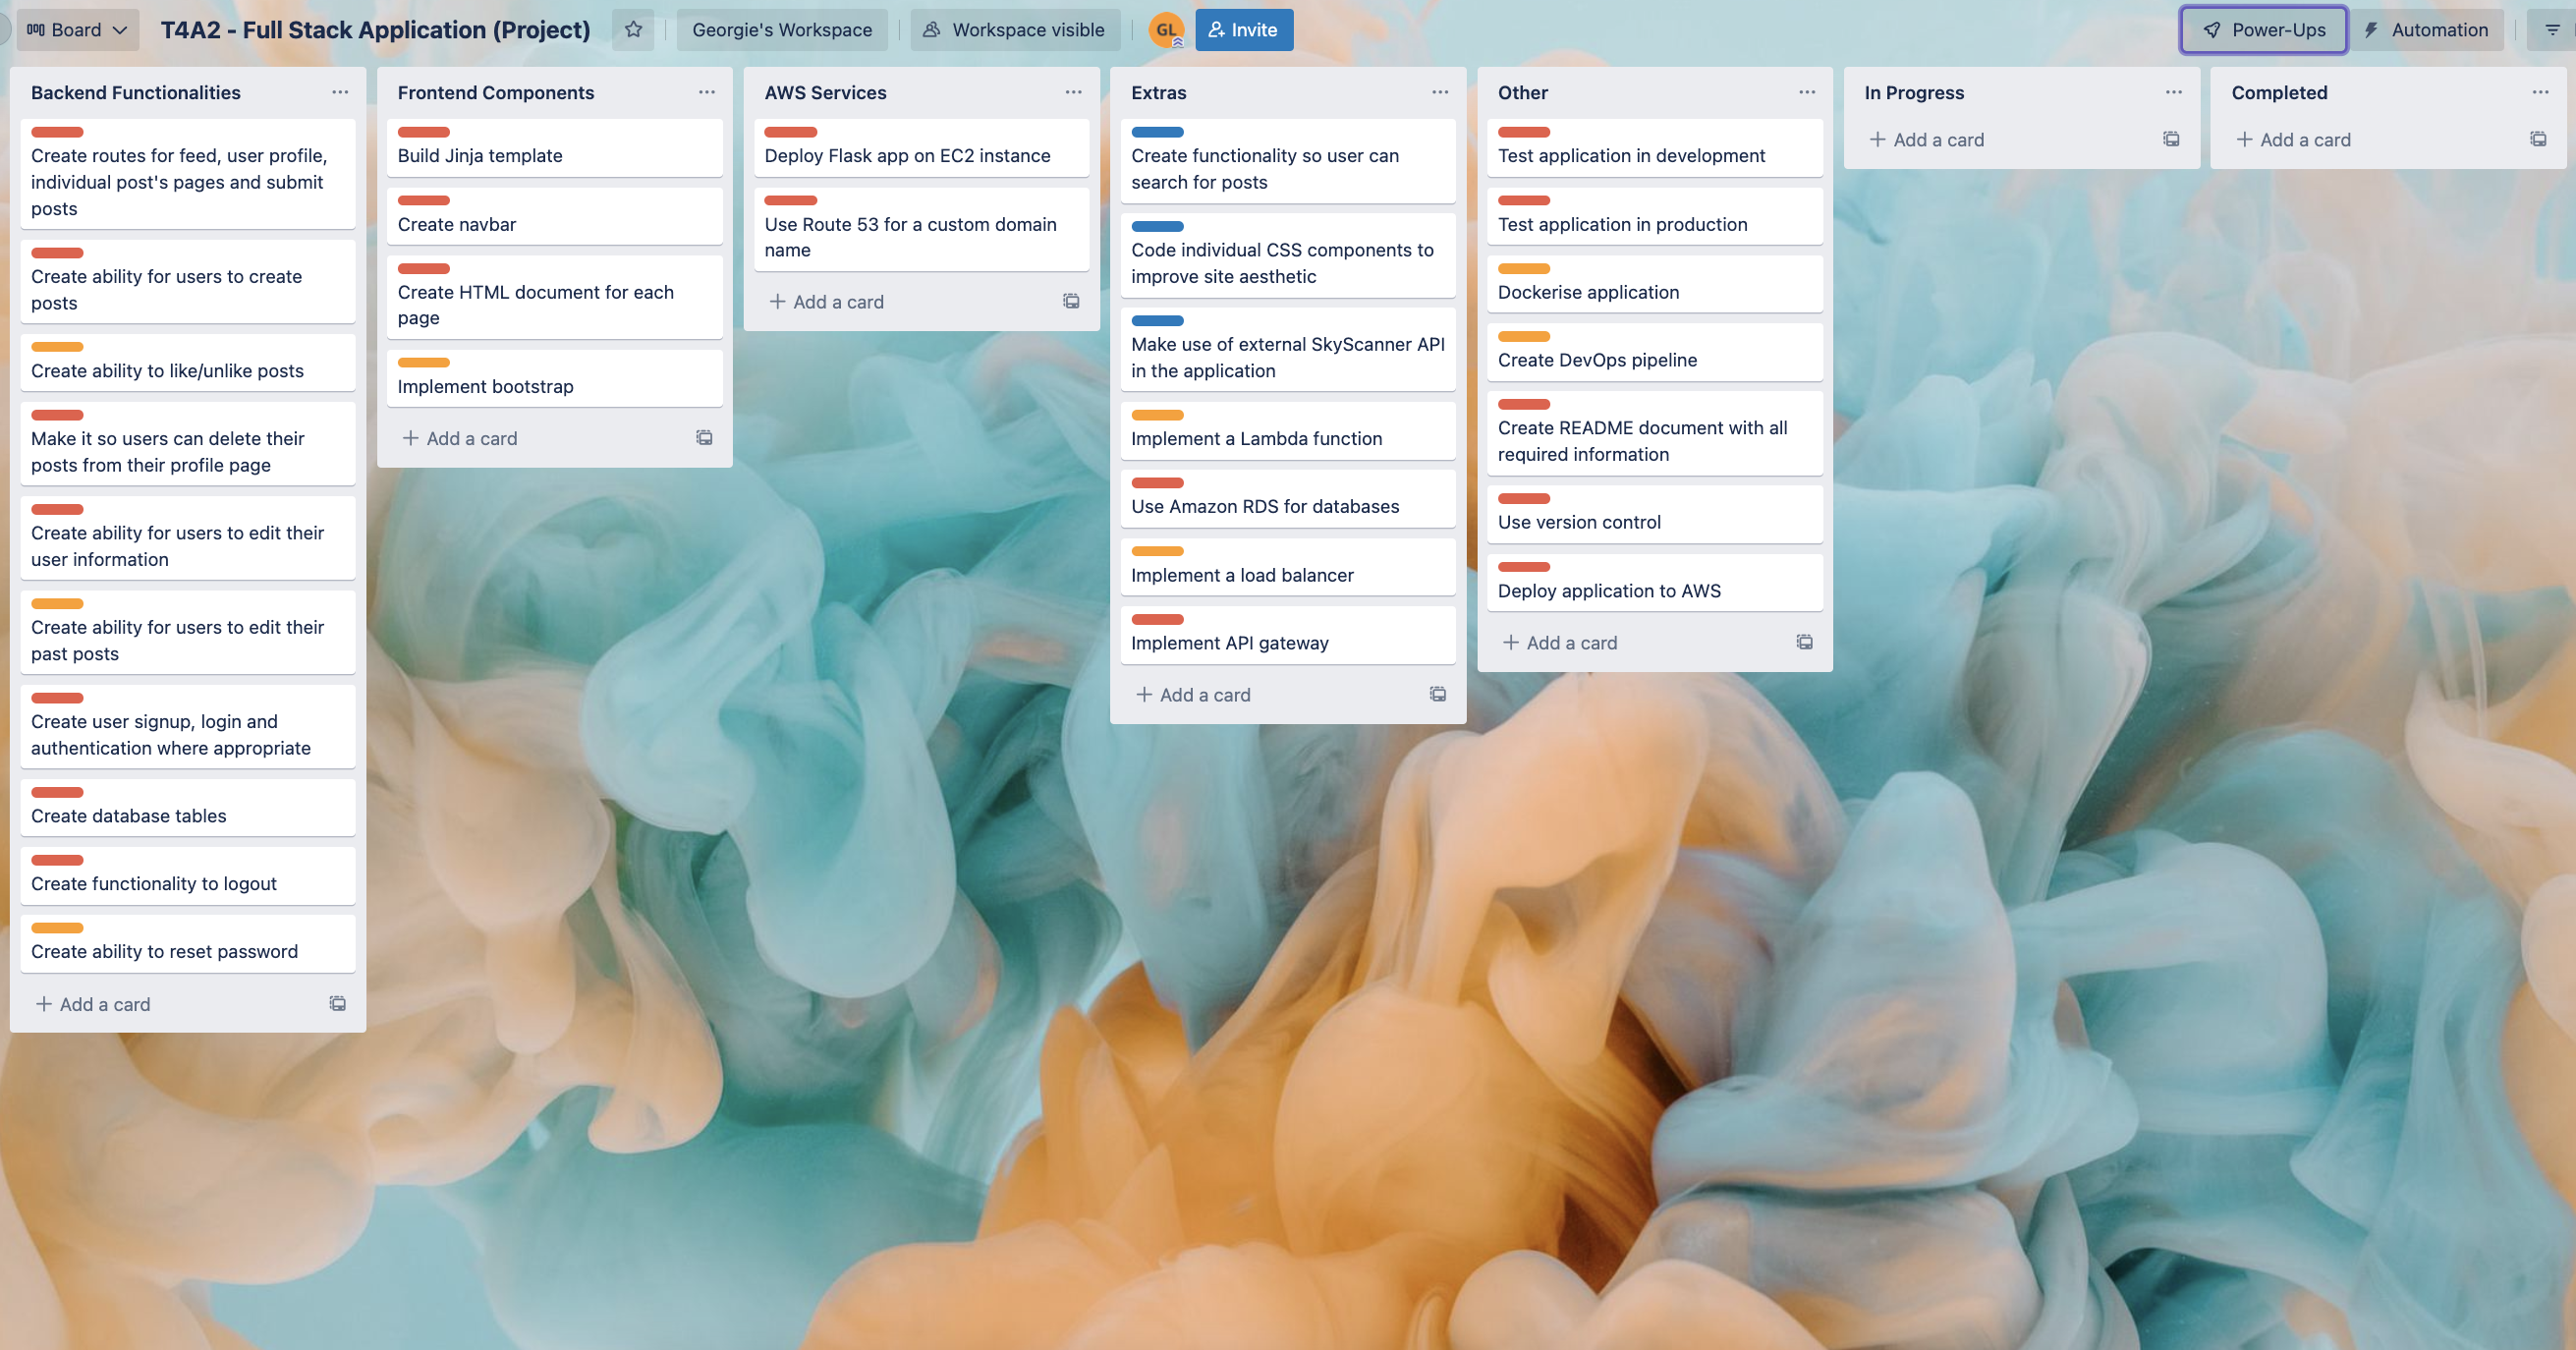 Board
T4A2 - Full Stack Application (Project)
Georgie's Workspace
Workspace visible
GL
Invite
Power-Ups
Automation
Backend Functionalities
Create routes for feed, user profile,
individual post's pages and submit
posts
Create ability for users to create
posts
Create ability to like/unlike posts
Make it so users can delete their
posts from their profile page
Create ability for users to edit their
user information
Create ability for users to edit their
past posts
Create user signup, login and
authentication where appropriate
Create database tables
Create functionality to logout
Create ability to reset password
Add a card
Frontend Components
Build Jinja template
Create navbar
Create HTML document for each
page
Implement bootstrap
Add a card
AWS Services
Deploy Flask app on EC2 instance
Use Route 53 for a custom domain
name
Add a card
Extras
Create functionality so user can
search for posts
Code individual CSS components to
improve site aesthetic
Make use of external SkyScanner API
in the application
Implement a Lambda function
Use Amazon RDS for databases
Implement a load balancer
Implement API gateway
Add a card
Other
Test application in development
Test application in production
Dockerise application
Create DevOps pipeline
Create README document with all
required information
Use version control
Deploy application to AWS
Add a card
In Progress
Add a card
Completed
Add a card